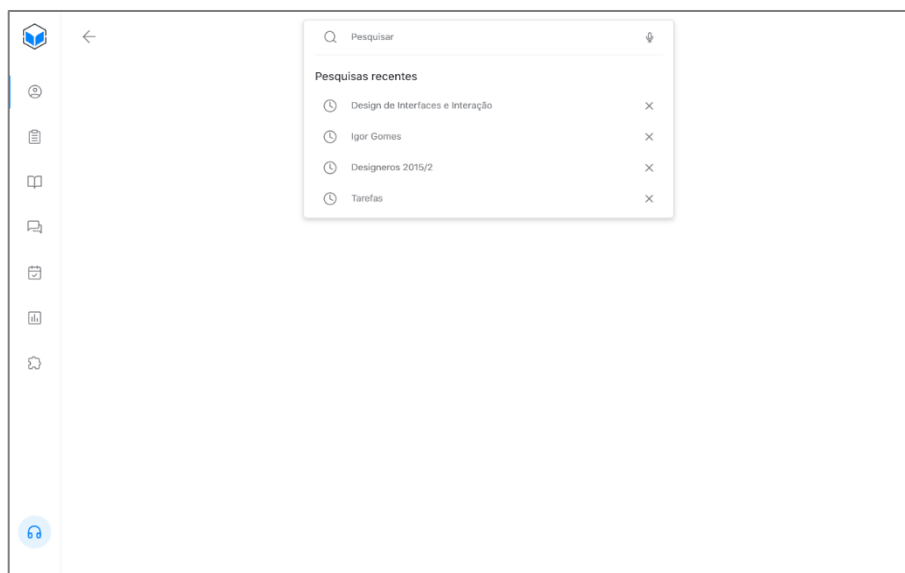 Pesquisar
Pesquisas recentes
Design de Interfaces e Interação
Igor Gomes
Designeros 2015/2
Tarefas